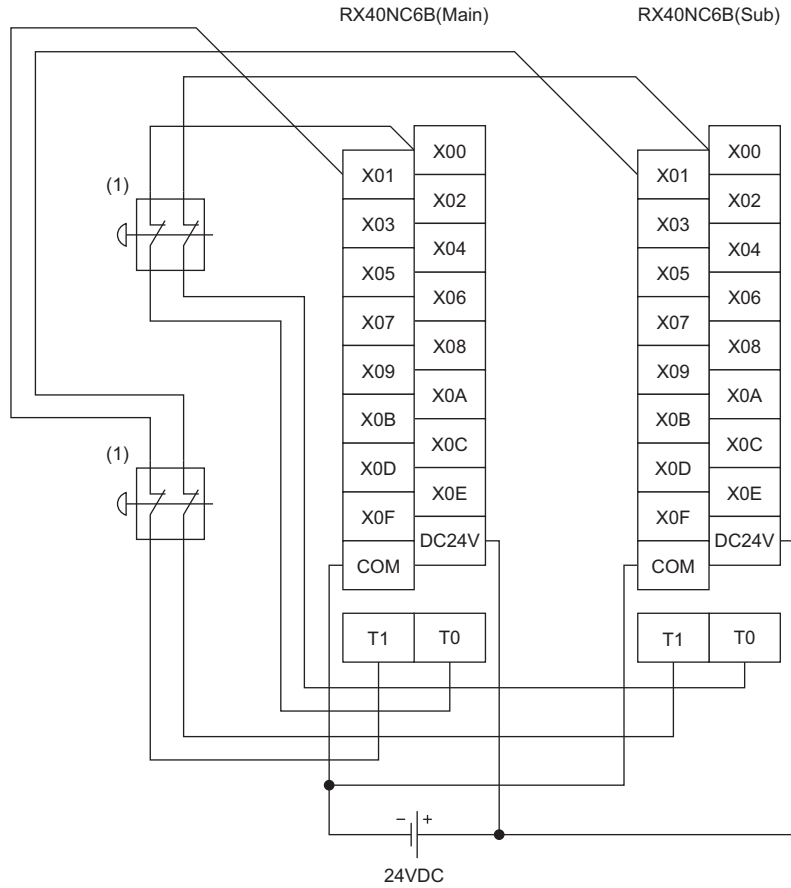 RX40NC6B(Main)
RX40NC6B(Sub)
X00
X01
X02
X03
X04
X05
X06
X07
X08
X09
X0A
X0B
X0C
X0D
X0E
X0F
DC24V
COM
T1
T0
X00
X01
X02
X03
X04
X05
X06
X07
X08
X09
X0A
X0B
X0C
X0D
X0E
X0F
DC24V
COM
T1
T0
(1)
(1)
− +
24VDC